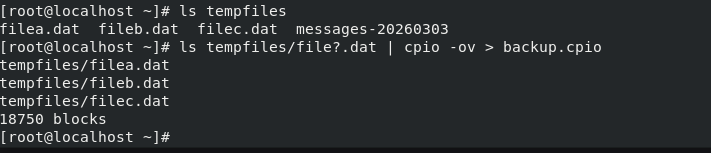 [root@localhost ~]# ls tempfiles
filea.dat  fileb.dat  filec.dat  messages-20260303
[root@localhost ~]# ls tempfiles/file?.dat | cpio -ov > backup.cpio
tempfiles/filea.dat
tempfiles/fileb.dat
tempfiles/filec.dat
18750 blocks
[root@localhost ~]#